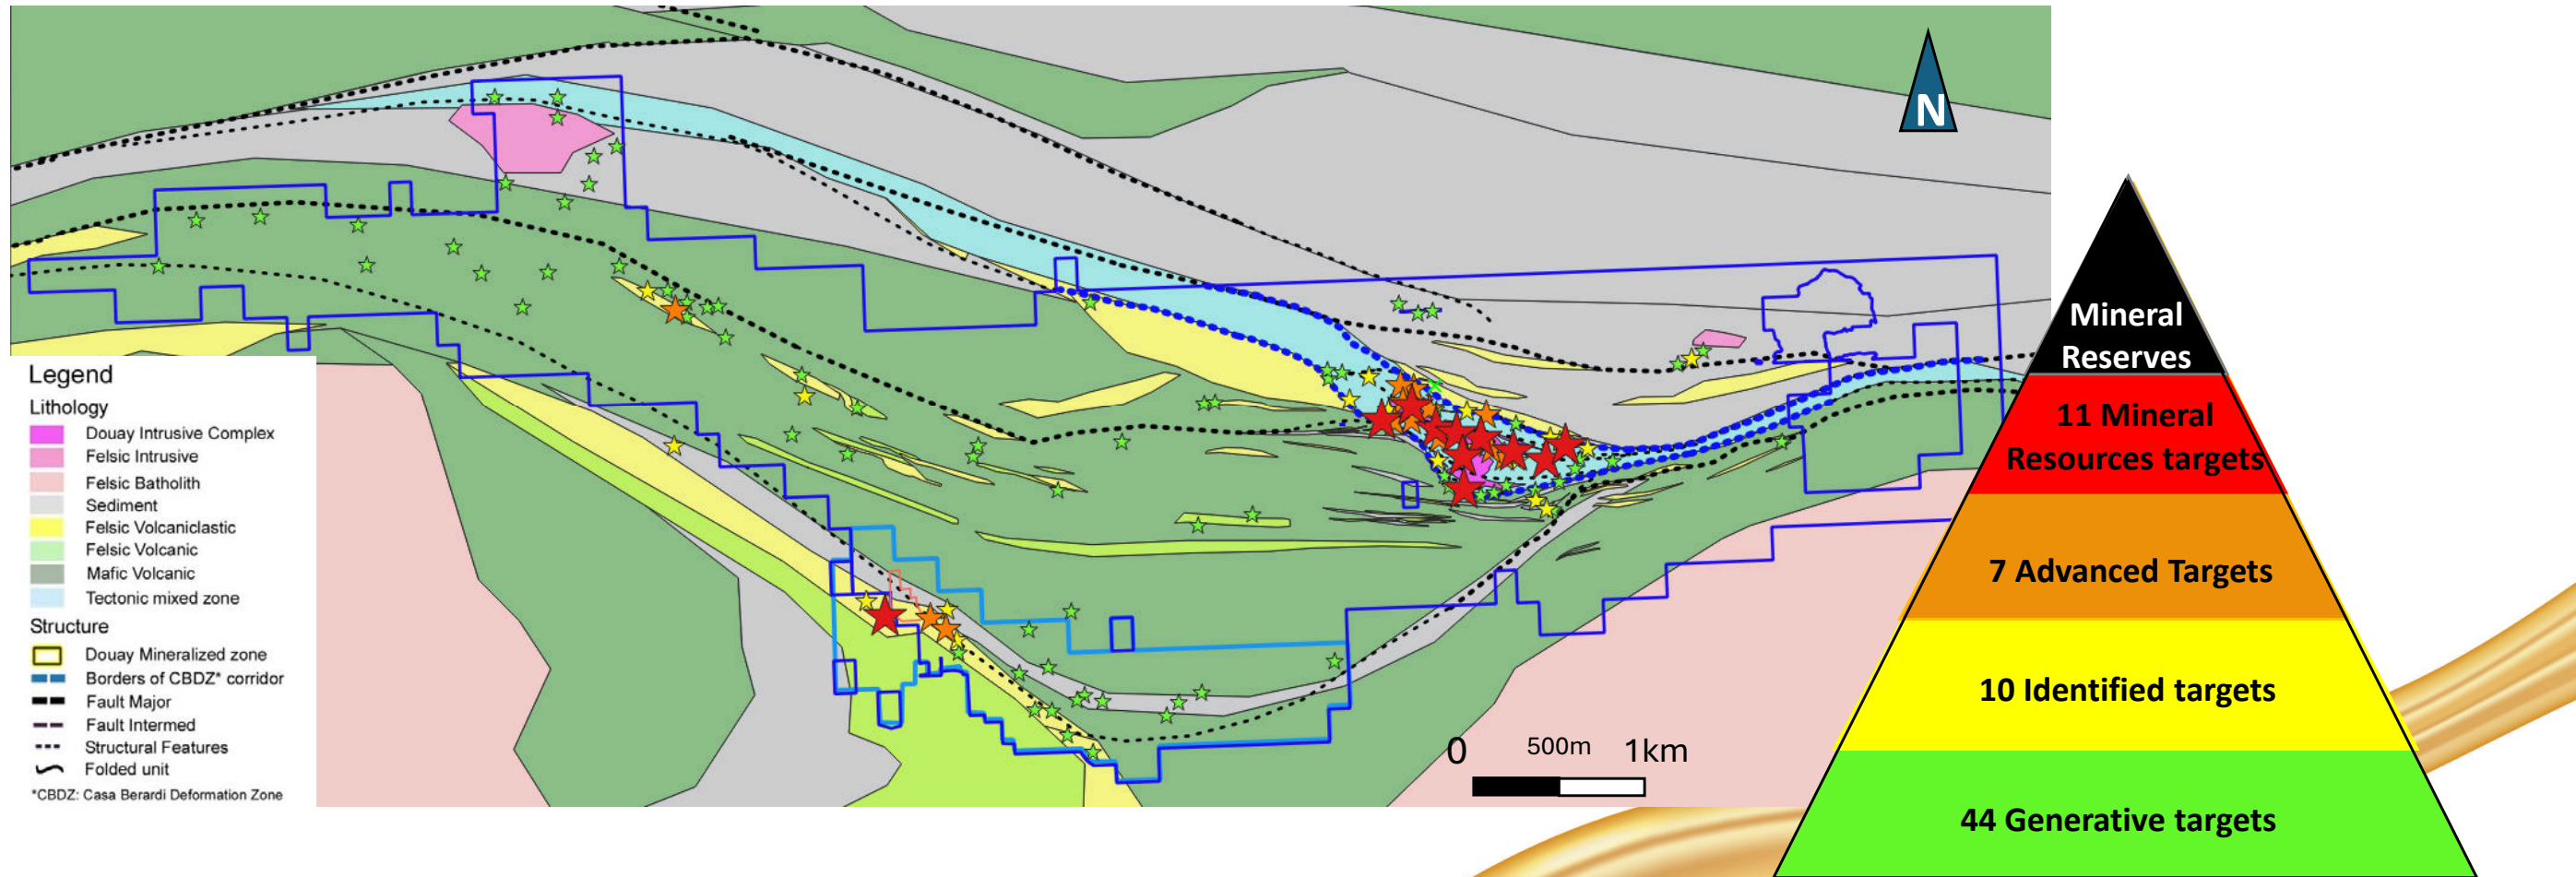 N
Legend
Lithology
Douay Intrusive Complex
Felsic Intrusive
Felsic Batholith
Sediment
Felsic Volcaniclastic
Felsic Volcanic
Mafic Volcanic
Tectonic mixed zone
Structure
Douay Mineralized zone
Borders of CBDZ* corridor
Fault Major
Fault Intermed
Structural Features
Folded unit
*CBDZ: Casa Berardi Deformation Zone
0 500m 1km
Mineral
Reserves
11 Mineral
Resources targets
7 Advanced Targets
10 Identified targets
44 Generative targets